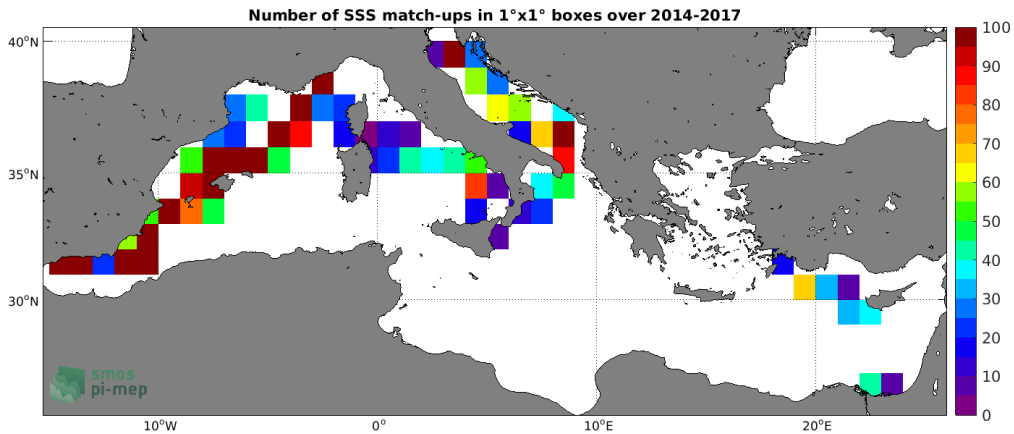 Number of SSS match-ups in 1°x1° boxes over 2014-2017
40°N
35°N
30°N
10°W
0°
10°E
20°E
100
90
80
70
60
50
40
30
20
10
0
smos
pi-mep